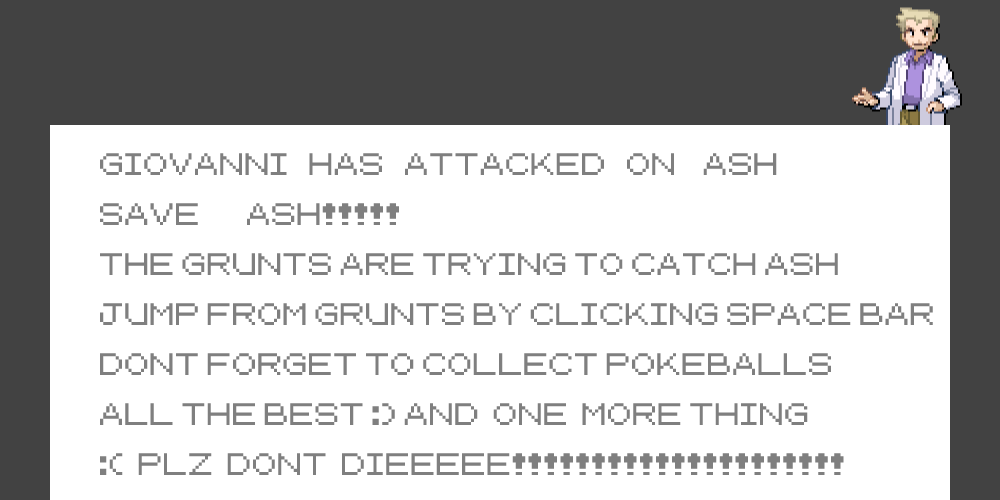 GIOVANNI HAS ATTACKED ON ASH
SAVE ASH!!!!!
THE GRUNTS ARE TRYING TO CATCH ASH
JUMP FROM GRUNTS BY CLICKING SPACE BAR
DONT FORGET TO COLLECT POKEBALLS
ALL THE BEST :) AND ONE MORE THING
:( PLZ DONT DIEEEEE!!!!!!!!!!!!!!!!!!!!!